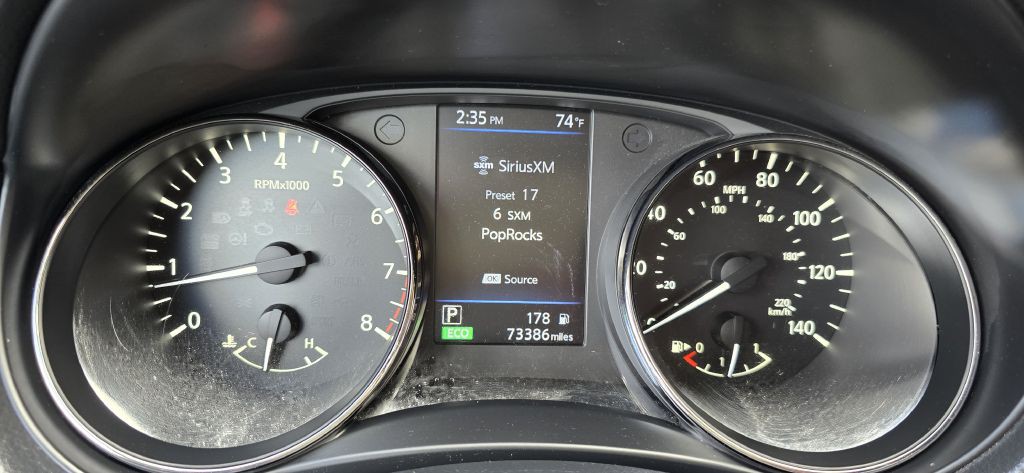 0
1
2
3
4
5
6
7
8
RPMx1000
C H
2:35 PM 74°F
sxm SiriusXM
Preset 17
6 SXM
PopRocks
OK Source
P
178
ECO 73386 miles
40
60
80
100
120
140
MPH
20
60
100
140
180
220
km/h
0 1